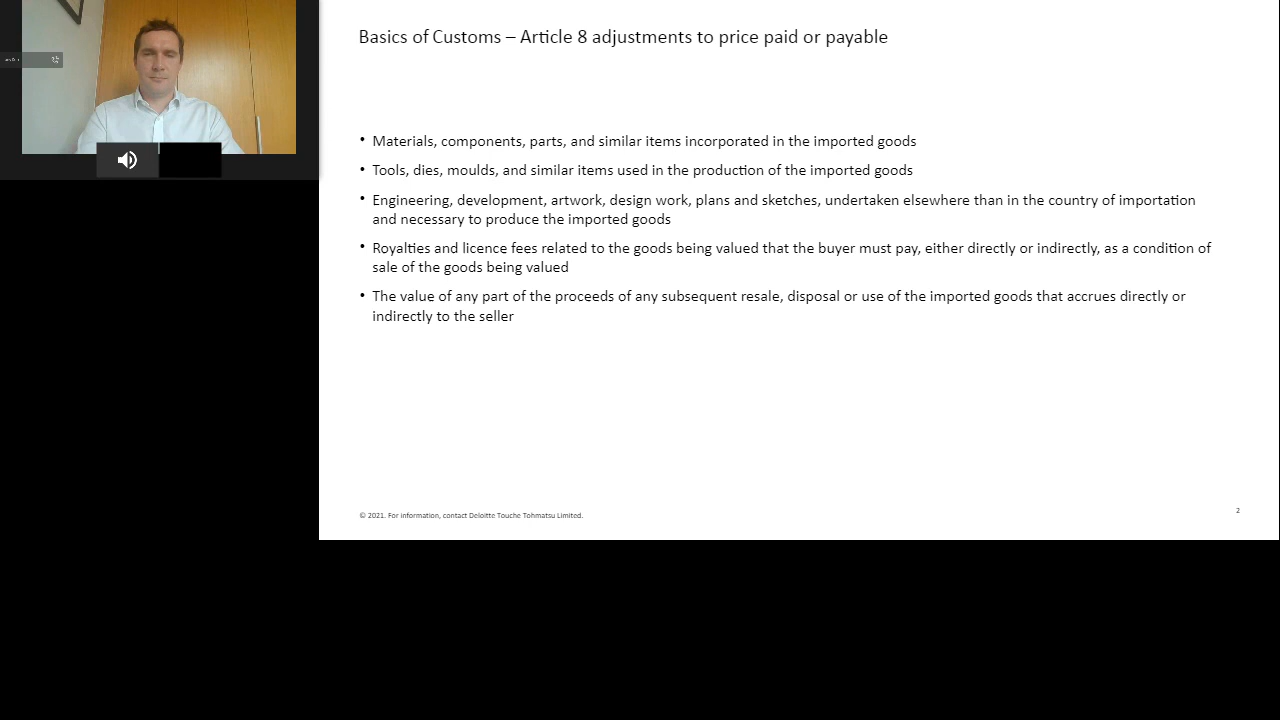 Basics of Customs – Article 8 adjustments to price paid or payable
• Materials, components, parts, and similar items incorporated in the imported goods
• Tools, dies, moulds, and similar items used in the production of the imported goods
• Engineering, development, artwork, design work, plans and sketches, undertaken elsewhere than in the country of importation
and necessary to produce the imported goods
• Royalties and licence fees related to the goods being valued that the buyer must pay, either directly or indirectly, as a condition of
sale of the goods being valued
• The value of any part of the proceeds of any subsequent resale, disposal or use of the imported goods that accrues directly or
indirectly to the seller
© 2021. For information, contact Deloitte Touche Tohmatsu Limited.
2